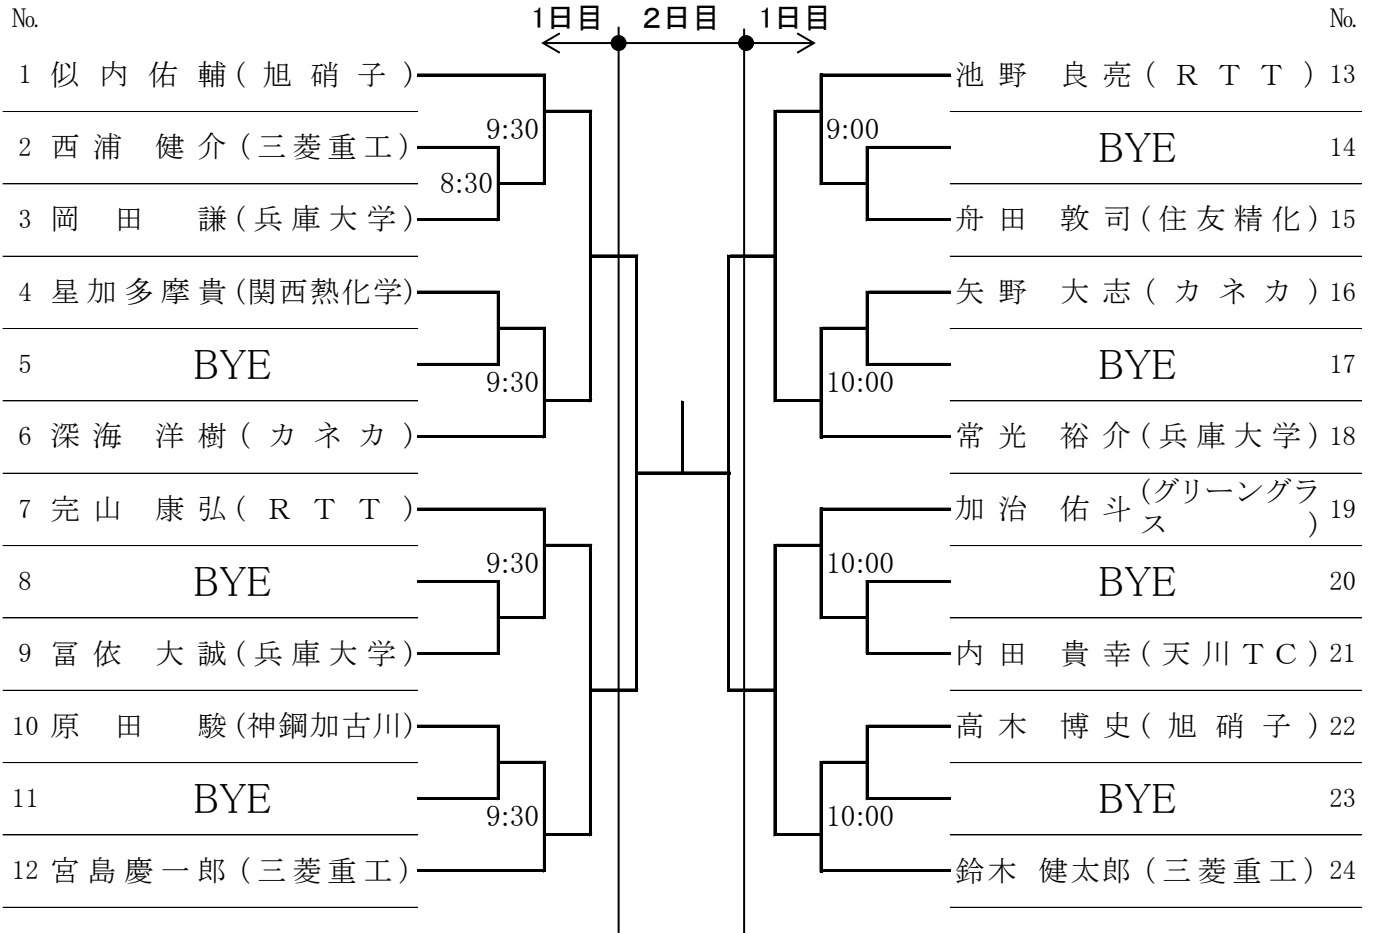 No. 1日目 2日目 1日目 No.
1 似内佑輔(旭硝子)
9:30
2 西浦 健介(三菱重工)
8:30
3 岡田 謙(兵庫大学)
4 星加多摩貴(関西熱化学)
5 BYE
9:30
6 深海 洋樹(カネカ)
7 完山 康弘(RTT)
9:30
8 BYE
9 冨依 大誠(兵庫大学)
10 原田 駿(神鋼加古川)
11 BYE
9:30
12 宮島慶一郎(三菱重工)
池野 良亮(RTT) 13
9:00
BYE 14
舟田 敦司(住友精化) 15
矢野 大志(カネカ) 16
BYE 17
10:00
常光 裕介(兵庫大学) 18
加治 佑斗(グリーングラ
ス) 19
10:00
BYE 20
内田 貴幸(天川TC) 21
高木 博史(旭硝子) 22
BYE 23
10:00
鈴木 健太郎(三菱重工) 24